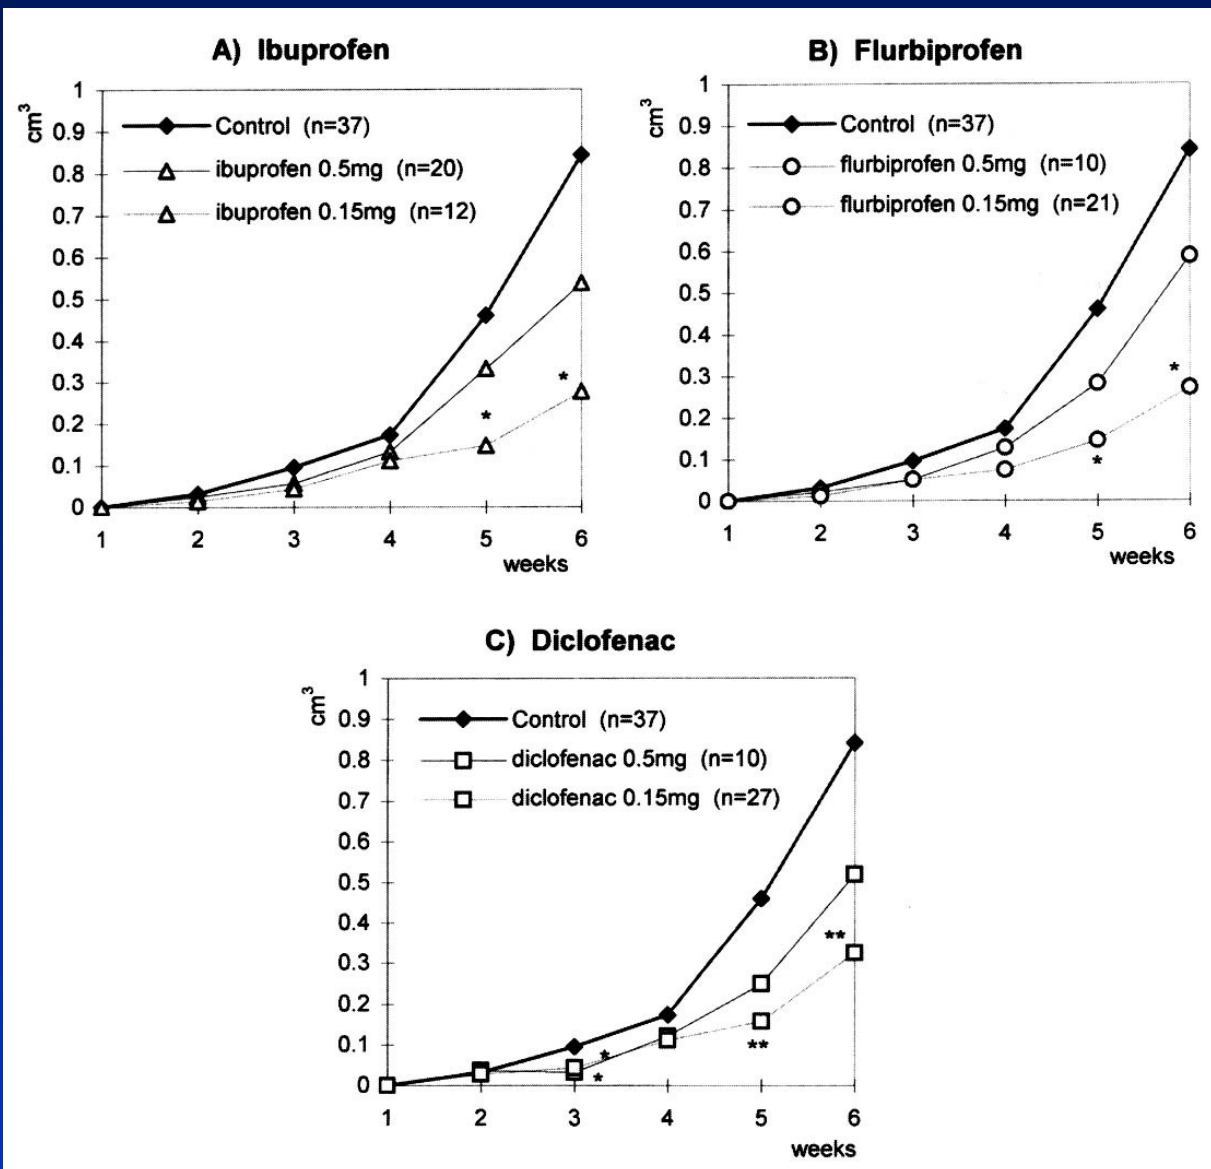 A) Ibuprofen
cm³
1
0.9
0.8
0.7
0.6
0.5
0.4
0.3
0.2
0.1
0
Control (n=37)
ibuprofen 0.5mg (n=20)
ibuprofen 0.15mg (n=12)
*
*
1 2 3 4 5 6
weeks
B) Flurbiprofen
cm³
1
0.9
0.8
0.7
0.6
0.5
0.4
0.3
0.2
0.1
0
Control (n=37)
flurbiprofen 0.5mg (n=10)
flurbiprofen 0.15mg (n=21)
*
*
1 2 3 4 5 6
weeks
C) Diclofenac
cm³
1
0.9
0.8
0.7
0.6
0.5
0.4
0.3
0.2
0.1
0
Control (n=37)
diclofenac 0.5mg (n=10)
diclofenac 0.15mg (n=27)
**
**
*
*
1 2 3 4 5 6
weeks